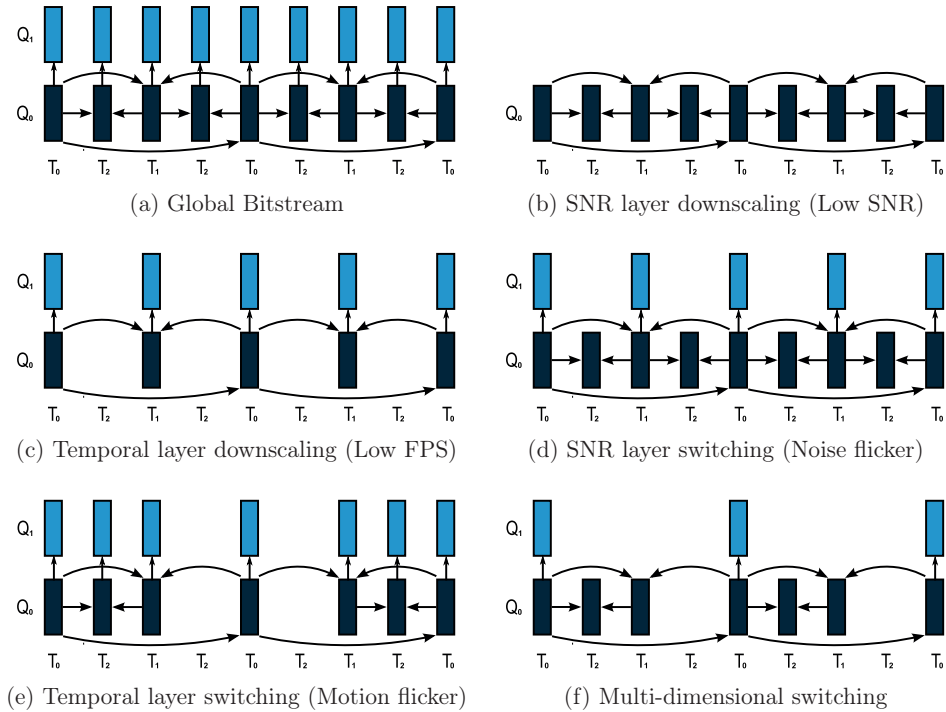 Q₁
Q₀
T₀ T₂ T₁ T₂ T₀ T₂ T₁ T₂ T₀
(a) Global Bitstream
T₀ T₂ T₁ T₂ T₀ T₂ T₁ T₂ T₀
(b) SNR layer downscaling (Low SNR)
Q₁
Q₀
T₀ T₂ T₁ T₂ T₀ T₂ T₁ T₂ T₀
(c) Temporal layer downscaling (Low FPS)
Q₁
Q₀
T₀ T₂ T₁ T₂ T₀ T₂ T₁ T₂ T₀
(d) SNR layer switching (Noise flicker)
Q₁
Q₀
T₀ T₂ T₁ T₂ T₀ T₂ T₁ T₂ T₀
(e) Temporal layer switching (Motion flicker)
Q₁
Q₀
T₀ T₂ T₁ T₂ T₀ T₂ T₁ T₂ T₀
(f) Multi-dimensional switching